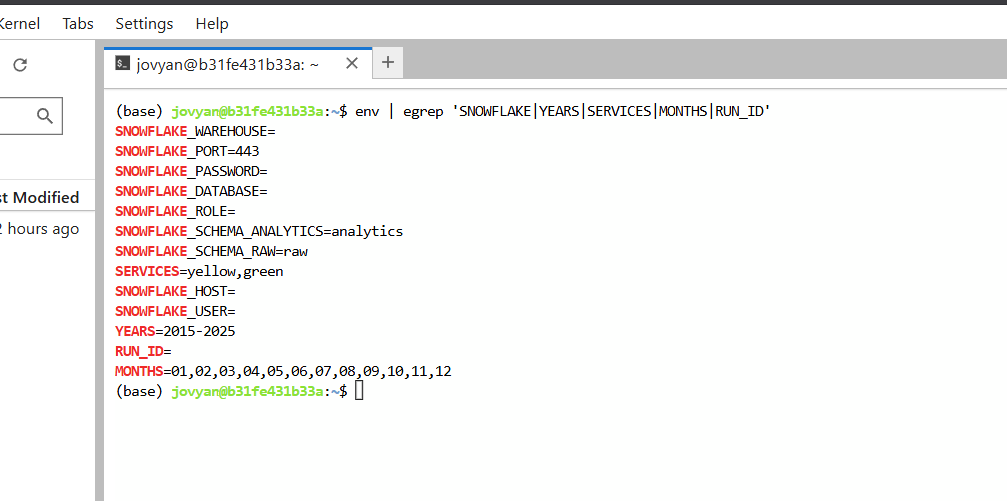 Kernel Tabs Settings Help
jovyan@b31fe431b33a: ~
st Modified
2 hours ago
(base) jovyan@b31fe431b33a:~$ env | egrep 'SNOWFLAKE|YEARS|SERVICES|MONTHS|RUN_ID'
SNOWFLAKE_WAREHOUSE=
SNOWFLAKE_PORT=443
SNOWFLAKE_PASSWORD=
SNOWFLAKE_DATABASE=
SNOWFLAKE_ROLE=
SNOWFLAKE_SCHEMA_ANALYTICS=analytics
SNOWFLAKE_SCHEMA_RAW=raw
SERVICES=yellow,green
SNOWFLAKE_HOST=
SNOWFLAKE_USER=
YEARS=2015-2025
RUN_ID=
MONTHS=01,02,03,04,05,06,07,08,09,10,11,12
(base) jovyan@b31fe431b33a:~$